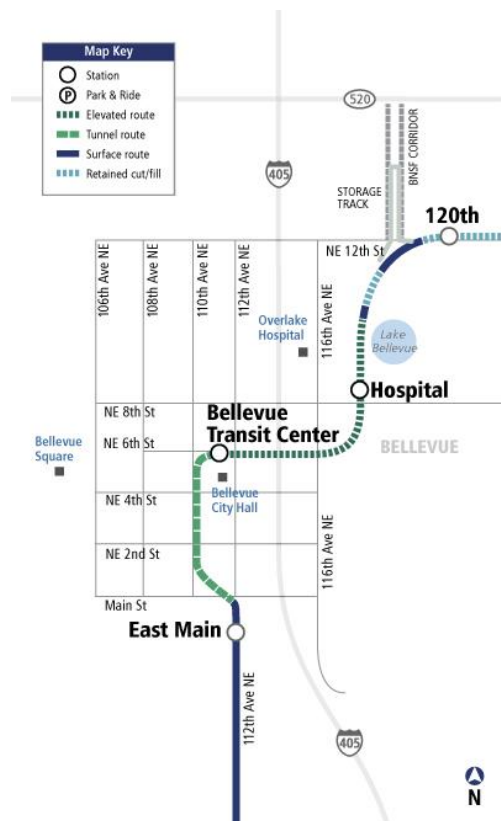 Map Key
Station
P Park & Ride
Elevated route
Tunnel route
Surface route
Retained cut/fill
405
520
BNSF CORRIDOR
STORAGE
TRACK
120th
NE 12th St
106th Ave NE
108th Ave NE
110th Ave NE
112th Ave NE
116th Ave NE
Overlake
Hospital
Lake
Bellevue
Hospital
NE 8th St
Bellevue
Transit Center
NE 6th St
BELLEVUE
Bellevue
Square
Bellevue
City Hall
NE 4th St
NE 2nd St
116th Ave NE
Main St
East Main
112th Ave NE
405
N